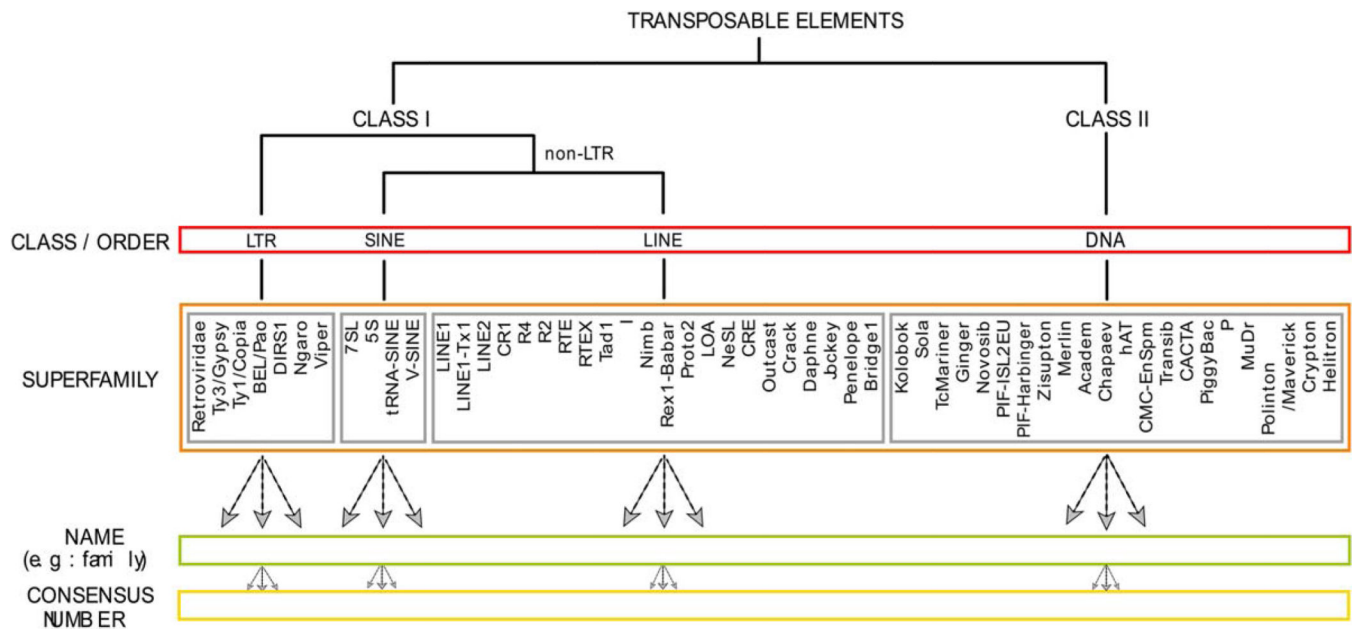 TRANSPOSABLE ELEMENTS
CLASS I
CLASS II
non-LTR
CLASS / ORDER
LTR
SINE
LINE
DNA
SUPERFAMILY
Retroviridae
Ty3/Gypsy
Ty1/Copia
BEL/Pao
DIRS1
Ngaro
Viper
7SL
5S
tRNA-SINE
V-SINE
LINE1
LINE1-Tx1
LINE2
CR1
R4
R2
RTE
RTEX
Tad1
I
Nimb
Rex1-Babar
Proto2
LOA
NeSL
CRE
Outcast
Crack
Daphne
Jockey
Penelope
Bridge1
Kolobok
Sola
TcMariner
Ginger
Novosib
PIF-ISL2EU
PIF-Harbinger
Zisupton
Merlin
Academ
Chapaev
hAT
CMC-EnSpm
Transib
CACTA
PiggyBac
P
MuDr
Polinton
/Maverick
Crypton
Helitron
NAME
(e.g : family)
CONSENSUS
NUMBER